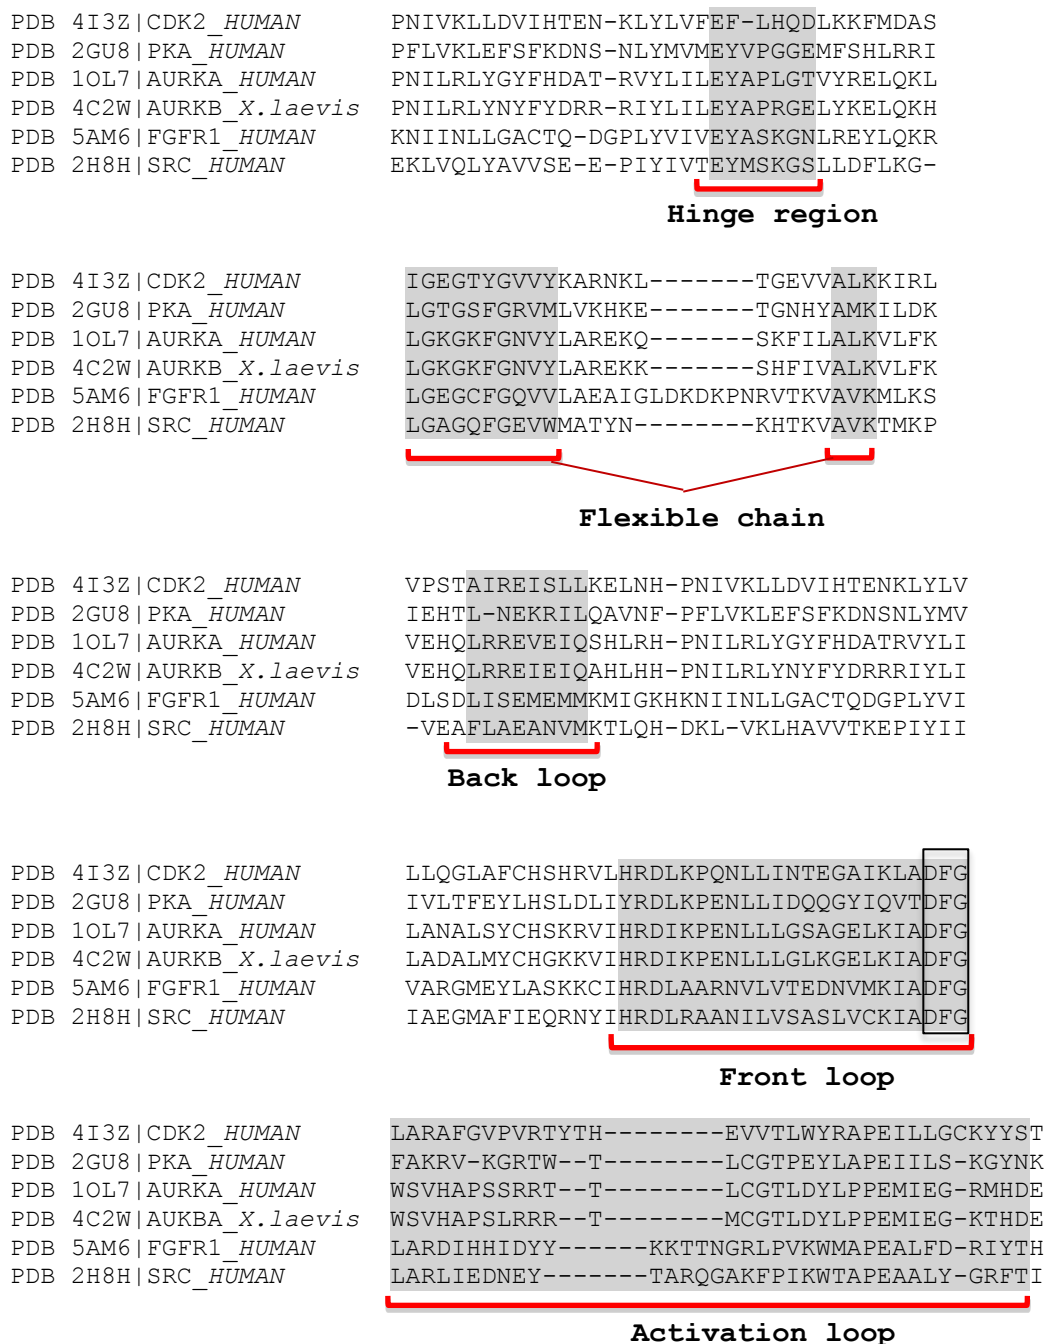 PDB 4I3Z|CDK2_HUMAN PNIVKLLDVIHTEN-KLYLVFEF-LHQDLKKFMDAS
PDB 2GU8|PKA_HUMAN PFLVKLEFSFKDNS-NLYMVMEYVPGGEMFSHLRRI
PDB 1OL7|AURKA_HUMAN PNILRLYGYFHDAT-RVYLILEYAPLGTVYRELQKL
PDB 4C2W|AURKB_X.laevis PNILRLYNYFYDRR-RIYLILEYAPRGELYKELQKH
PDB 5AM6|FGFR1_HUMAN KNIINLLGACTQ-DGPLYVIVEYASKGNLREYLQKR
PDB 2H8H|SRC_HUMAN EKLVQLYAVVSE-E-PIYIVTEYMSKGSLLDFLKG-
Hinge region
PDB 4I3Z|CDK2_HUMAN IGEGTYGVVYKARNKL-------TGEVVALKKIRL
PDB 2GU8|PKA_HUMAN LGTGSFGRVMLVKHKE-------TGNHYAMKILDK
PDB 1OL7|AURKA_HUMAN LGKGKFGNVYLAREKQ-------SKFILALKVLFK
PDB 4C2W|AURKB_X.laevis LGKGKFGNVYLAREKK-------SHFIVALKVLFK
PDB 5AM6|FGFR1_HUMAN LGEGCFGQVVLAEAIGLDKDKPNRVTKVAVKMLKS
PDB 2H8H|SRC_HUMAN LGAGQFGEVWMATYN--------KHTKVAVKTMKP
Flexible chain
PDB 4I3Z|CDK2_HUMAN VPSTAIREISLLKELNH-PNIVKLLDVIHTENKLYLV
PDB 2GU8|PKA_HUMAN IEHTL-NEKRILQAVNF-PFLVKLEFSFKDNSNLYMV
PDB 1OL7|AURKA_HUMAN VEHQLRREVEIQSHLRH-PNILRLYGYFHDATRVYLI
PDB 4C2W|AURKB_X.laevis VEHQLRREIEIQAHLHH-PNILRLYNYFYDRRRIYLI
PDB 5AM6|FGFR1_HUMAN DLSDLISEMEMMKMIGKHKNIINLLGACTQDGPLYVI
PDB 2H8H|SRC_HUMAN -VEAFLAEANVMKTLQH-DKL-VKLHAVVTKEPIYII
Back loop
PDB 4I3Z|CDK2_HUMAN LLQGLAFCHSHRVLHRDLKPQNLLINTEGAIKLADFG
PDB 2GU8|PKA_HUMAN IVLTFEYLHSLDLIYRDLKPENLLIDQQGYIQVTDFG
PDB 1OL7|AURKA_HUMAN LANALSYCHSKRVIHRDIKPENLLLGSAGELKIADFG
PDB 4C2W|AURKB_X.laevis LADALMYCHGKKVIHRDIKPENLLLGLKGELKIADFG
PDB 5AM6|FGFR1_HUMAN VARGMEYLASKKCIHRDLAARNVLVTEDNVMKIADFG
PDB 2H8H|SRC_HUMAN IAEGMAFIEQRNYIHRDLRAANILVSASLVCKIADFG
Front loop
PDB 4I3Z|CDK2_HUMAN LARAFGVPVRTYTH--------EVVTLWYRAPEILLGCKYYST
PDB 2GU8|PKA_HUMAN FAKRV-KGRTW--T--------LCGTPEYLAPEIILS-KGYNK
PDB 1OL7|AURKA_HUMAN WSVHAPSSRRT--T--------LCGTLDYLPPEMIEG-RMHDE
PDB 4C2W|AUKBA_X.laevis WSVHAPSLRRR--T--------MCGTLDYLPPEMIEG-KTHDE
PDB 5AM6|FGFR1_HUMAN LARDIHHIDYY------KKTTNGRLPVKWMAPEALFD-RIYTH
PDB 2H8H|SRC_HUMAN LARLIEDNEY-------TARQGAKFPIKWTAPEAALY-GRFTI
Activation loop